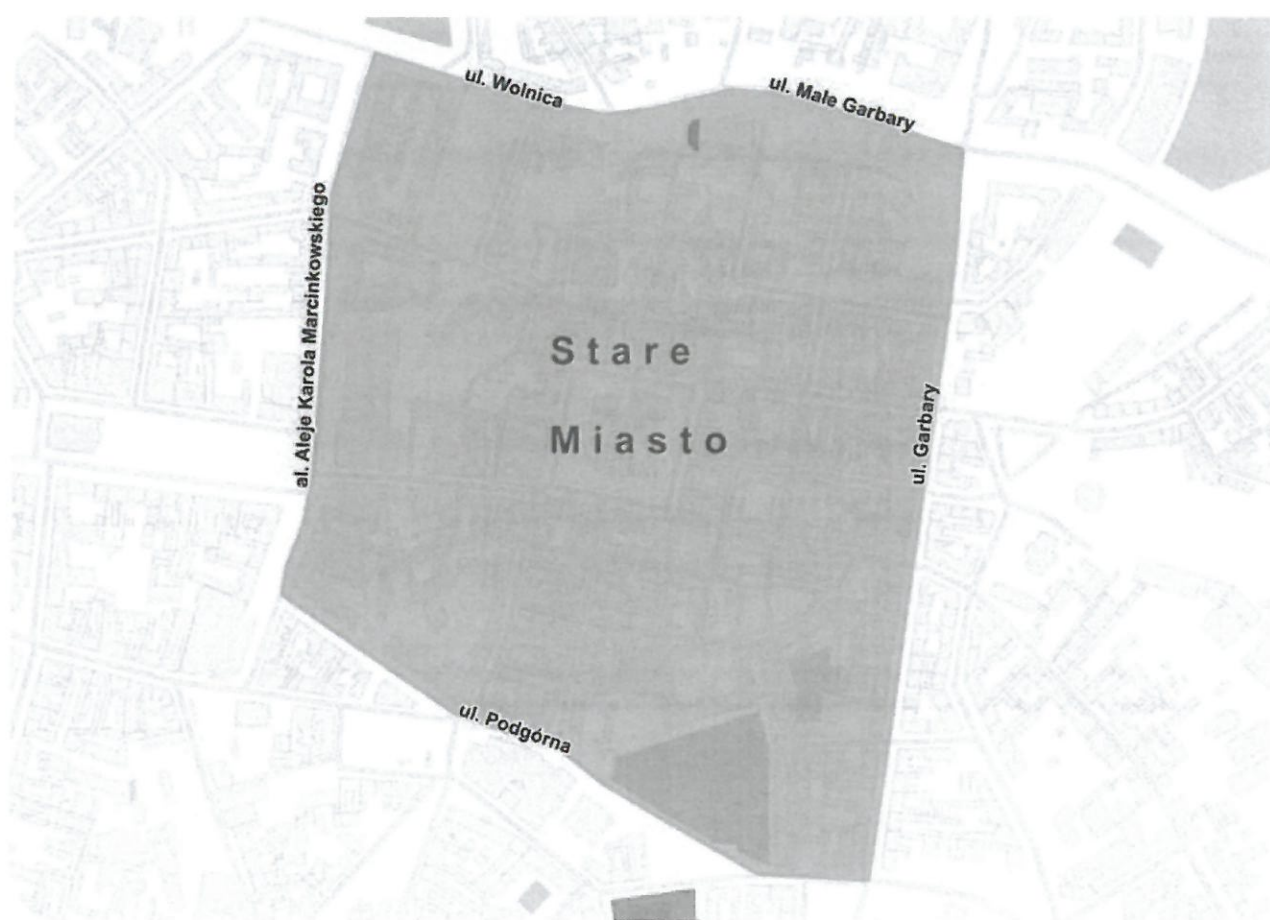 ul. Wolnica
ul. Małe Garbary
al. Aleje Karola Marcinkowskiego
Stare
Miasto
ul. Garbary
ul. Podgórna